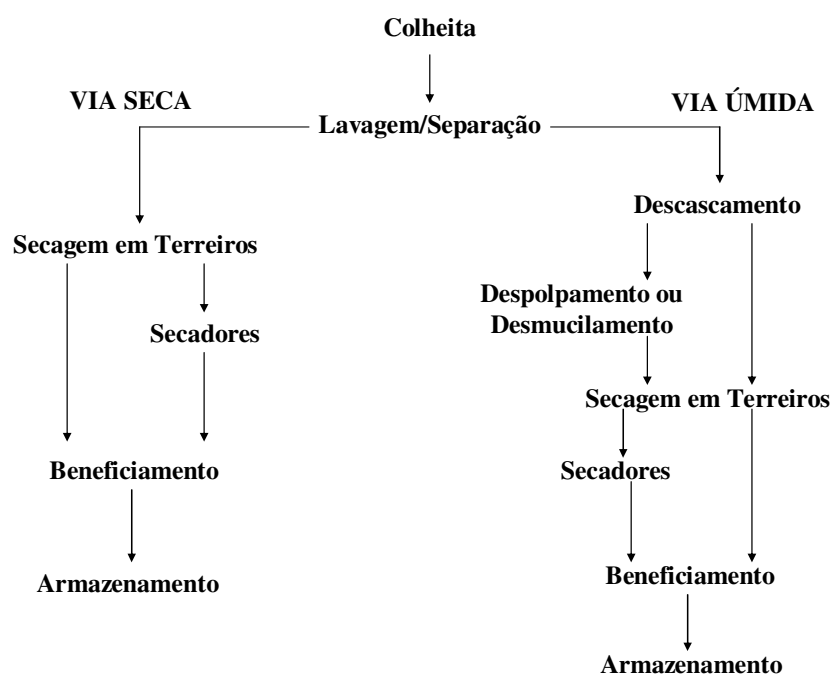 Colheita
VIA SECA
VIA ÚMIDA
Lavagem/Separação
Secagem em Terreiros
Secadores
Beneficiamento
Armazenamento
Descascamento
Despolpamento ou
Desmucilamento
Secagem em Terreiros
Secadores
Beneficiamento
Armazenamento